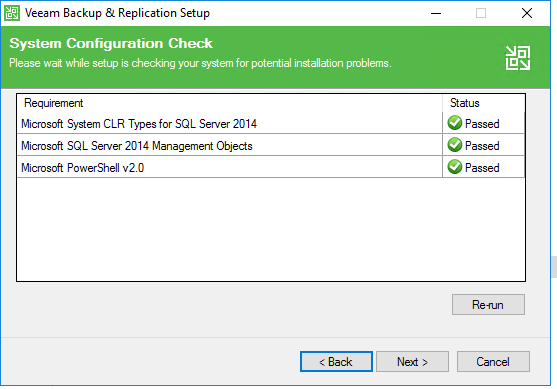 Veeam Backup & Replication Setup
System Configuration Check
Please wait while setup is checking your system for potential installation problems.
Requirement Status
Microsoft System CLR Types for SQL Server 2014 Passed
Microsoft SQL Server 2014 Management Objects Passed
Microsoft PowerShell v2.0 Passed
Re-run
< Back Next > Cancel